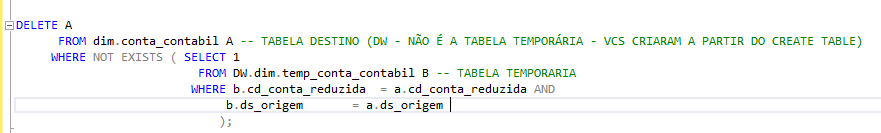 DELETE A
FROM dim.conta_contabil A -- TABELA DESTINO (DW - NÃO É A TABELA TEMPORÁRIA - VCS CRIARAM A PARTIR DO CREATE TABLE)
WHERE NOT EXISTS ( SELECT 1
FROM DW.dim.temp_conta_contabil B -- TABELA TEMPORARIA
WHERE b.cd_conta_reduzida = a.cd_conta_reduzida AND
b.ds_origem = a.ds_origem
);